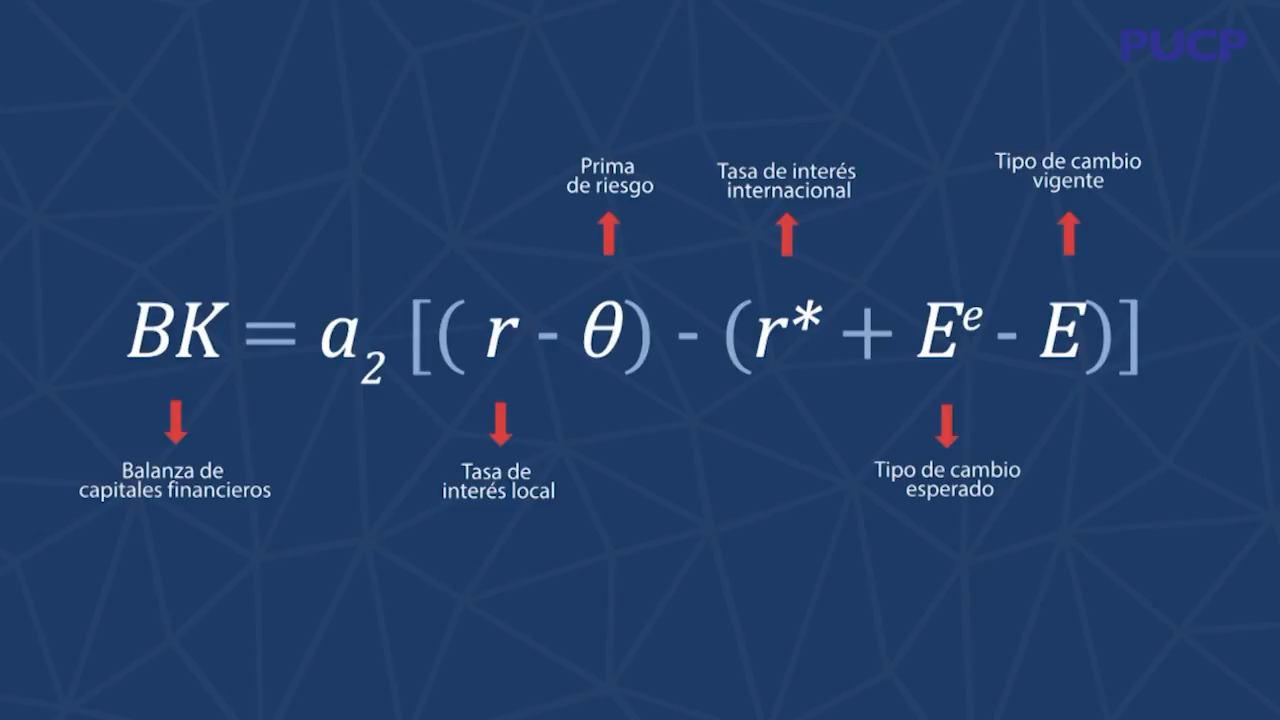 PUCP
Prima
de riesgo
Tasa de interés
internacional
Tipo de cambio
vigente
BK = a₂ [( r - θ) - (r* + Eᵉ - E)]
Balanza de
capitales financieros
Tasa de
interés local
Tipo de cambio
esperado